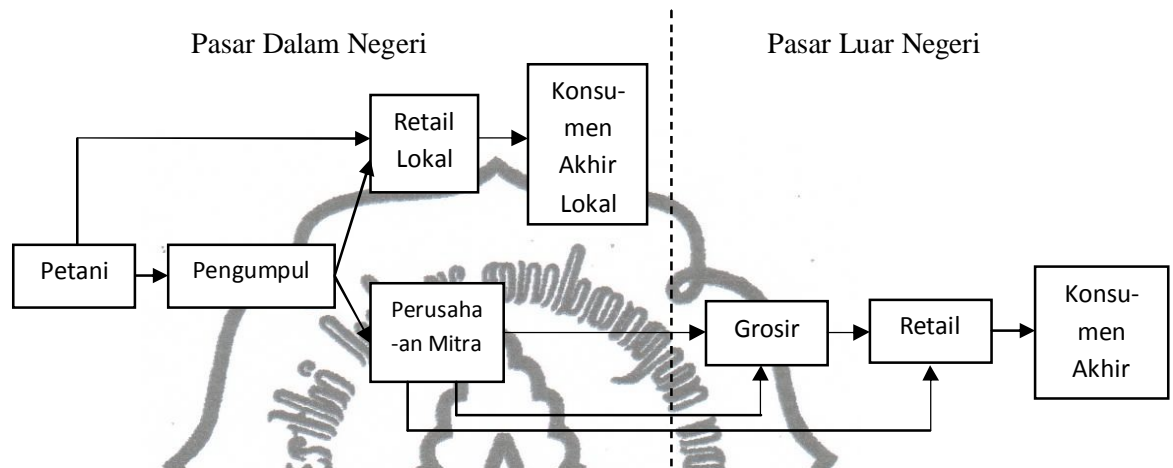 Pasar Dalam Negeri
Pasar Luar Negeri
Retail
Lokal
Konsu-
men
Akhir
Lokal
Petani
Pengumpul
Perusaha
-an Mitra
Grosir
Retail
Konsu-
men
Akhir